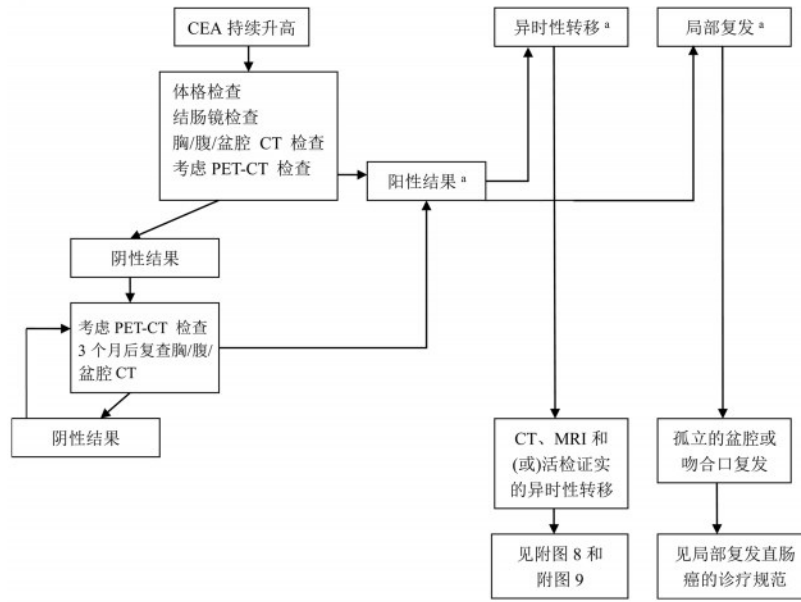 CEA 持续升高
异时性转移 ᵃ
局部复发 ᵃ
体格检查
结肠镜检查
胸/腹/盆腔 CT 检查
考虑 PET-CT 检查
阳性结果 ᵃ
阴性结果
考虑 PET-CT 检查
3 个月后复查胸/腹/
盆腔 CT
阴性结果
CT、MRI 和
(或)活检证实
的异时性转移
孤立的盆腔或
吻合口复发
见附图 8 和
附图 9
见局部复发直肠
癌的诊疗规范